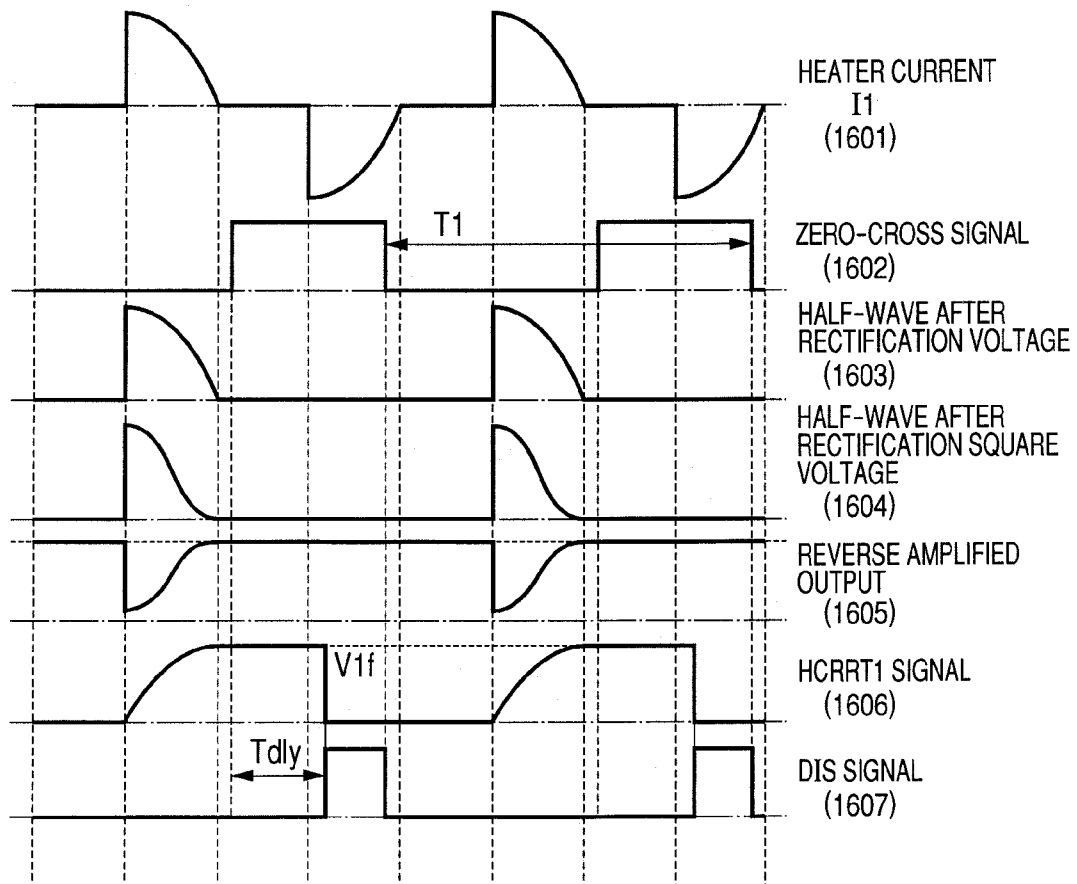 HEATER CURRENT
I1
(1601)
T1
ZERO-CROSS SIGNAL
(1602)
HALF-WAVE AFTER
RECTIFICATION VOLTAGE
(1603)
HALF-WAVE AFTER
RECTIFICATION SQUARE
VOLTAGE
(1604)
REVERSE AMPLIFIED
OUTPUT
(1605)
V1f
HCRRT1 SIGNAL
(1606)
Tdly
DIS SIGNAL
(1607)